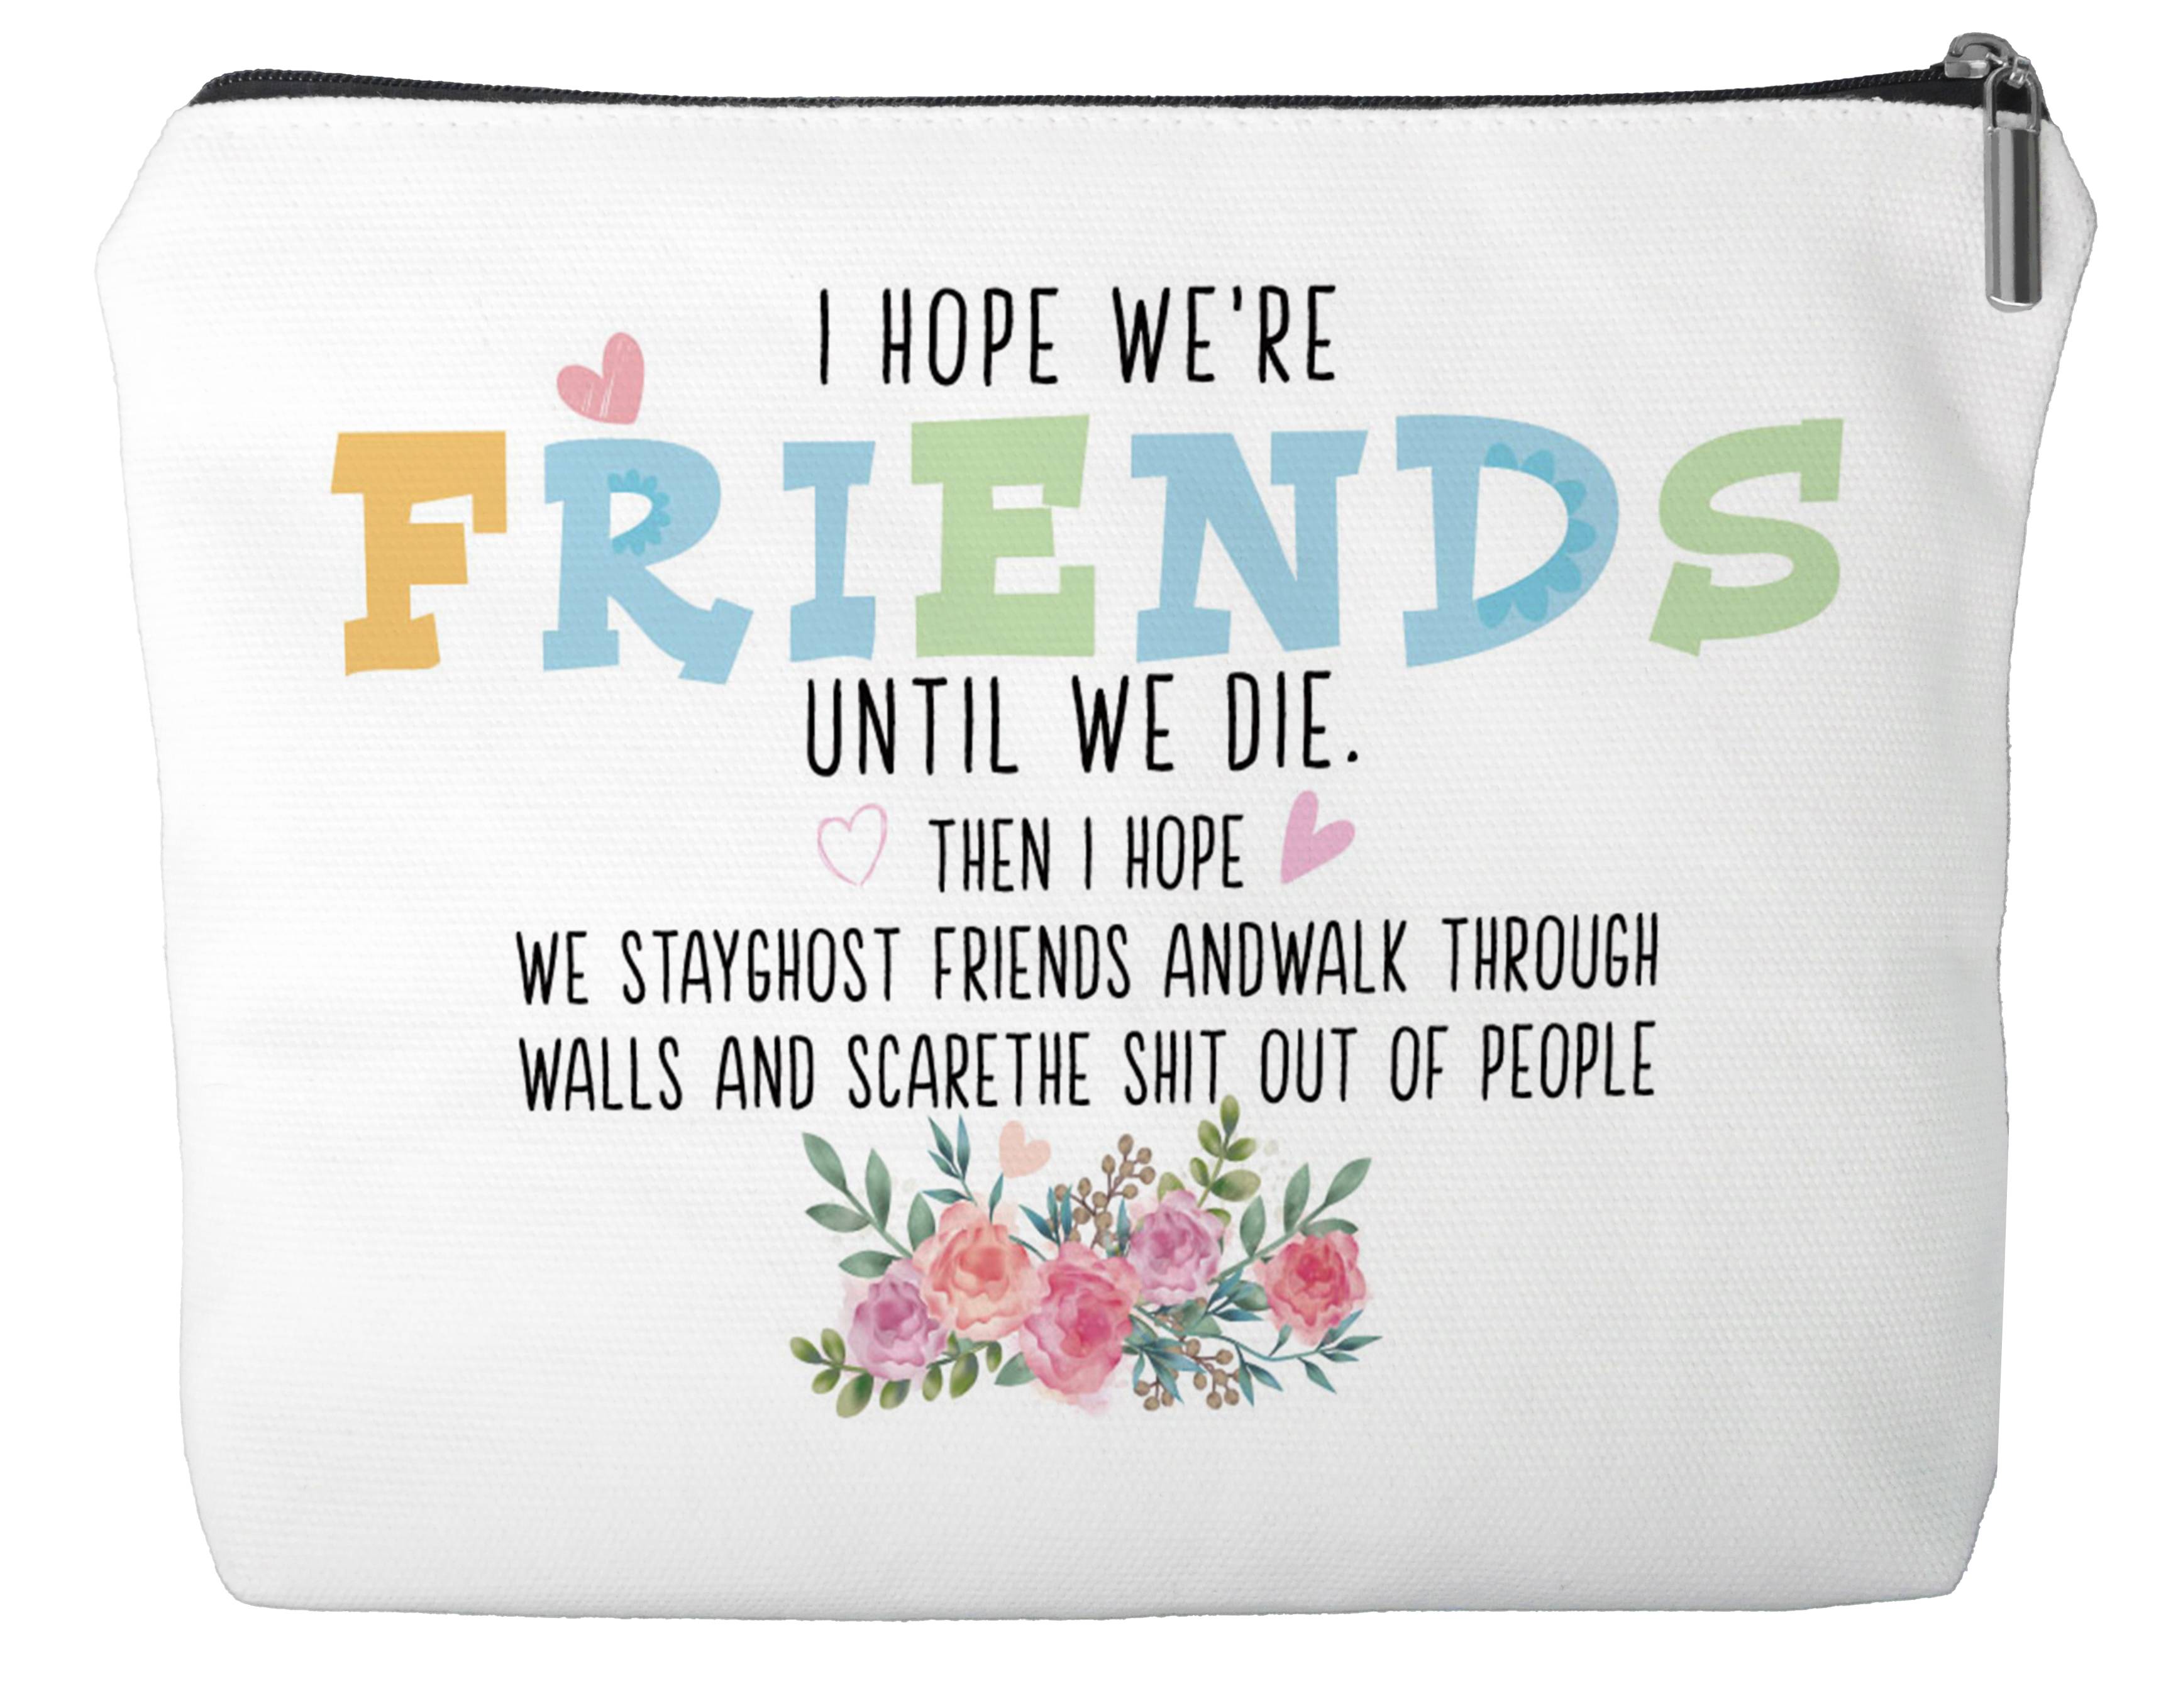 I HOPE WE'RE
FRIENDS
UNTIL WE DIE.
THEN I HOPE
WE STAYGHOST FRIENDS ANDWALK THROUGH
WALLS AND SCARETHE SHIT OUT OF PEOPLE